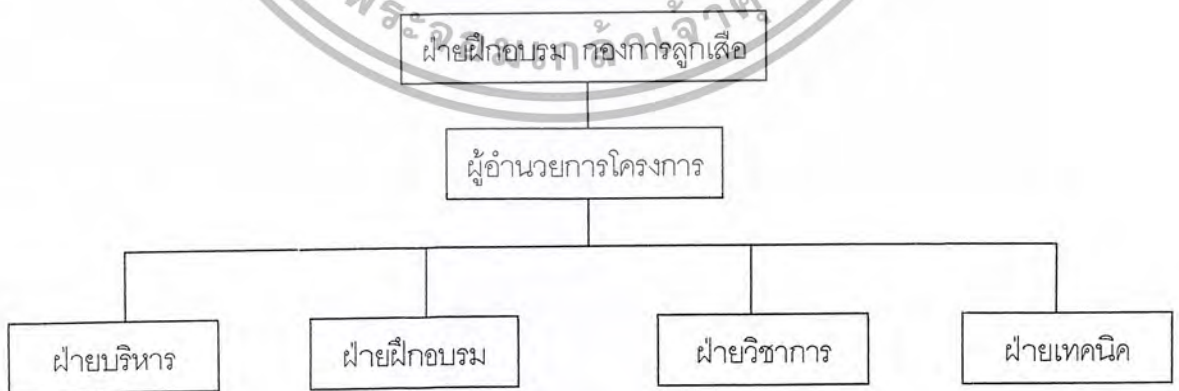 ฝ่ายฝึกอบรม กองการลูกเสือ
ผู้อำนวยการโครงการ
ฝ่ายบริหาร
ฝ่ายฝึกอบรม
ฝ่ายวิชาการ
ฝ่ายเทคนิค